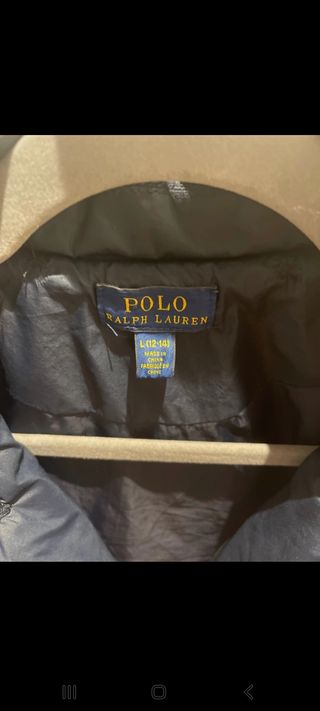 POLO
RALPH LAUREN
L (12-14)
MADE IN
CHINA
FABRIQUÉ EN
CHINE